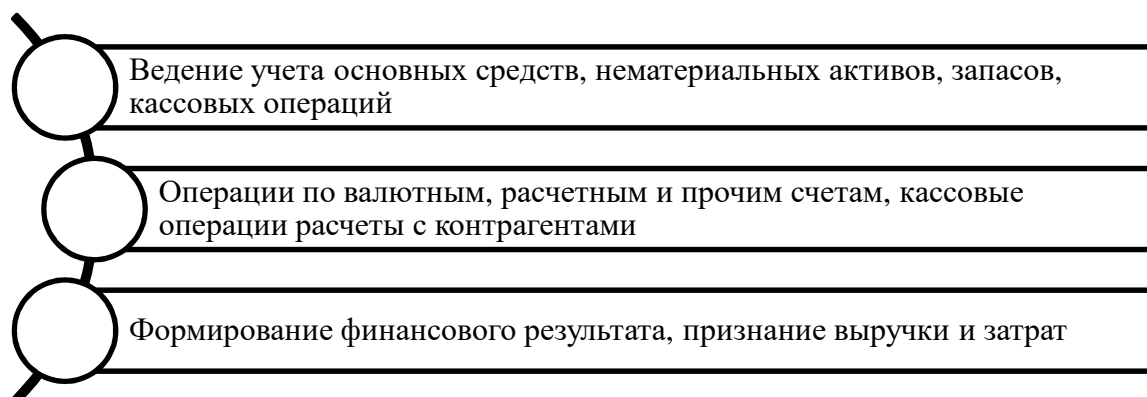 Ведение учета основных средств, нематериальных активов, запасов,
кассовых операций
Операции по валютным, расчетным и прочим счетам, кассовые
операции расчеты с контрагентами
Формирование финансового результата, признание выручки и затрат